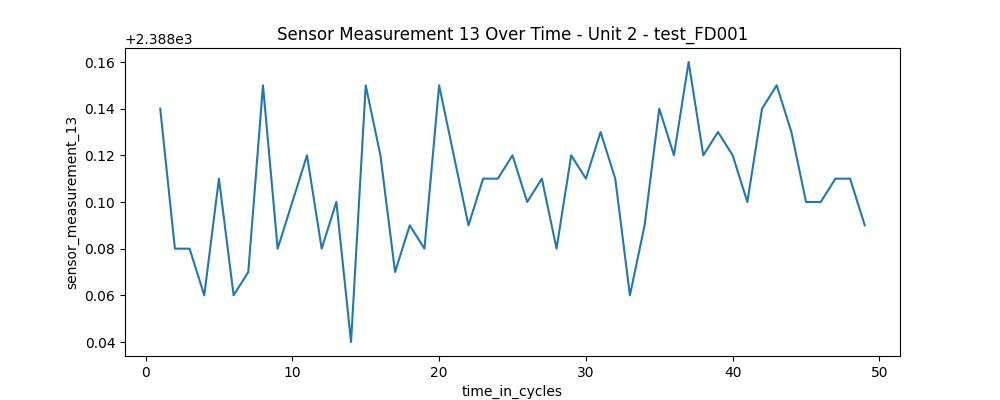 Sensor Measurement 13 Over Time - Unit 2 - test_FD001
+2.388e3
0.16
0.14
0.12
0.10
0.08
0.06
0.04
sensor_measurement_13
0 10 20 30 40 50
time_in_cycles